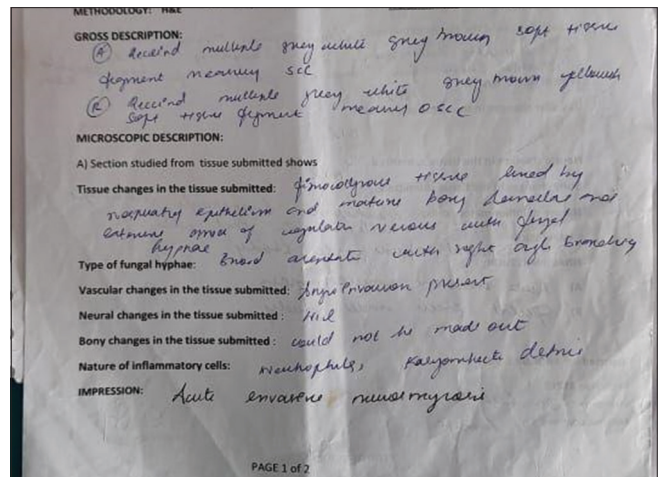 METHODOLOGY: H&E
GROSS DESCRIPTION:
(A) Received multiple grey white grey brown soft tissue
fragment measuring 5cc
(B) Received multiple grey white grey brown yellowish
soft tissue fragment measuring 0.5cc
MICROSCOPIC DESCRIPTION:
A) Section studied from tissue submitted shows
Tissue changes in the tissue submitted: fibrocollagenous tissue lined by
respiratory epithelium and mature bony lamellae and
extensive areas of coagulative necrosis with fungal
hyphae
Type of fungal hyphae: Broad aseptate with right angle branching
Vascular changes in the tissue submitted: Angioinvasion present
Neural changes in the tissue submitted: Nil
Bony changes in the tissue submitted: could not be made out
Nature of inflammatory cells: Neutrophils, Karyorrhectic debris
IMPRESSION: Acute invasive mucormycosis
PAGE 1 of 2